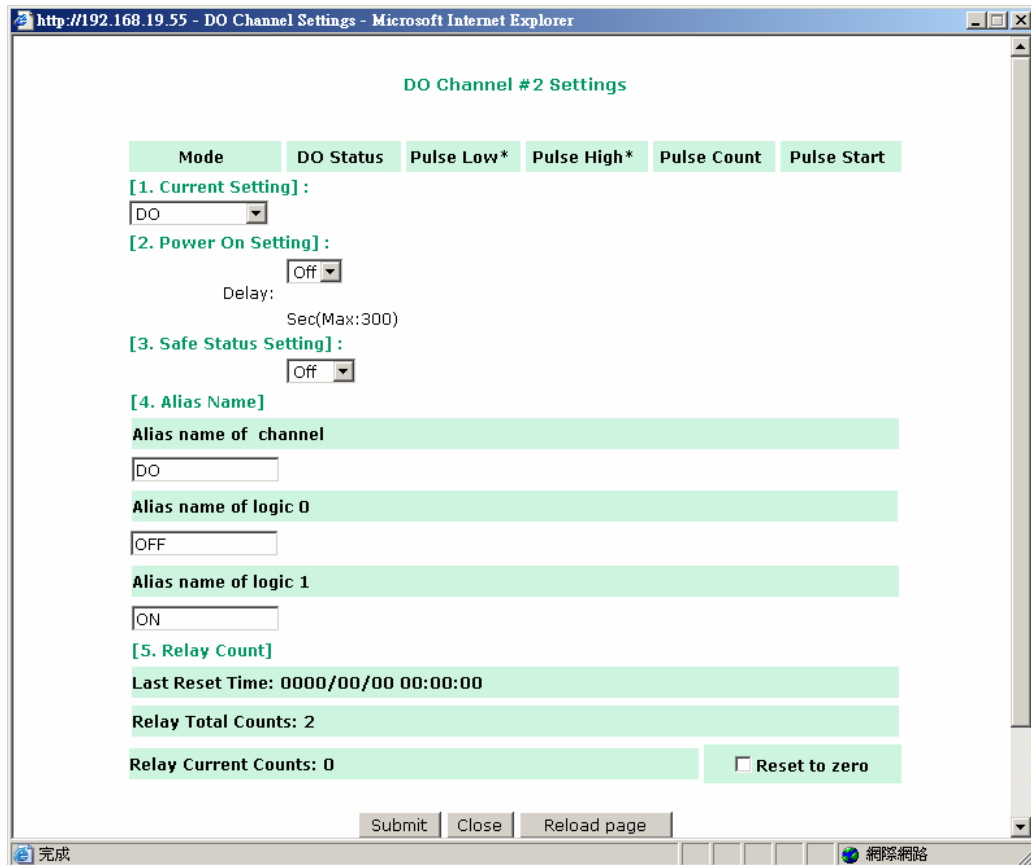 http://192.168.19.55 - DO Channel Settings - Microsoft Internet Explorer
DO Channel #2 Settings
Mode DO Status Pulse Low* Pulse High* Pulse Count Pulse Start
[1. Current Setting] :
DO
[2. Power On Setting] :
Off
Delay:
Sec(Max:300)
[3. Safe Status Setting] :
Off
[4. Alias Name]
Alias name of channel
DO
Alias name of logic 0
OFF
Alias name of logic 1
ON
[5. Relay Count]
Last Reset Time: 0000/00/00 00:00:00
Relay Total Counts: 2
Relay Current Counts: 0 Reset to zero
Submit Close Reload page
完成 網際網路